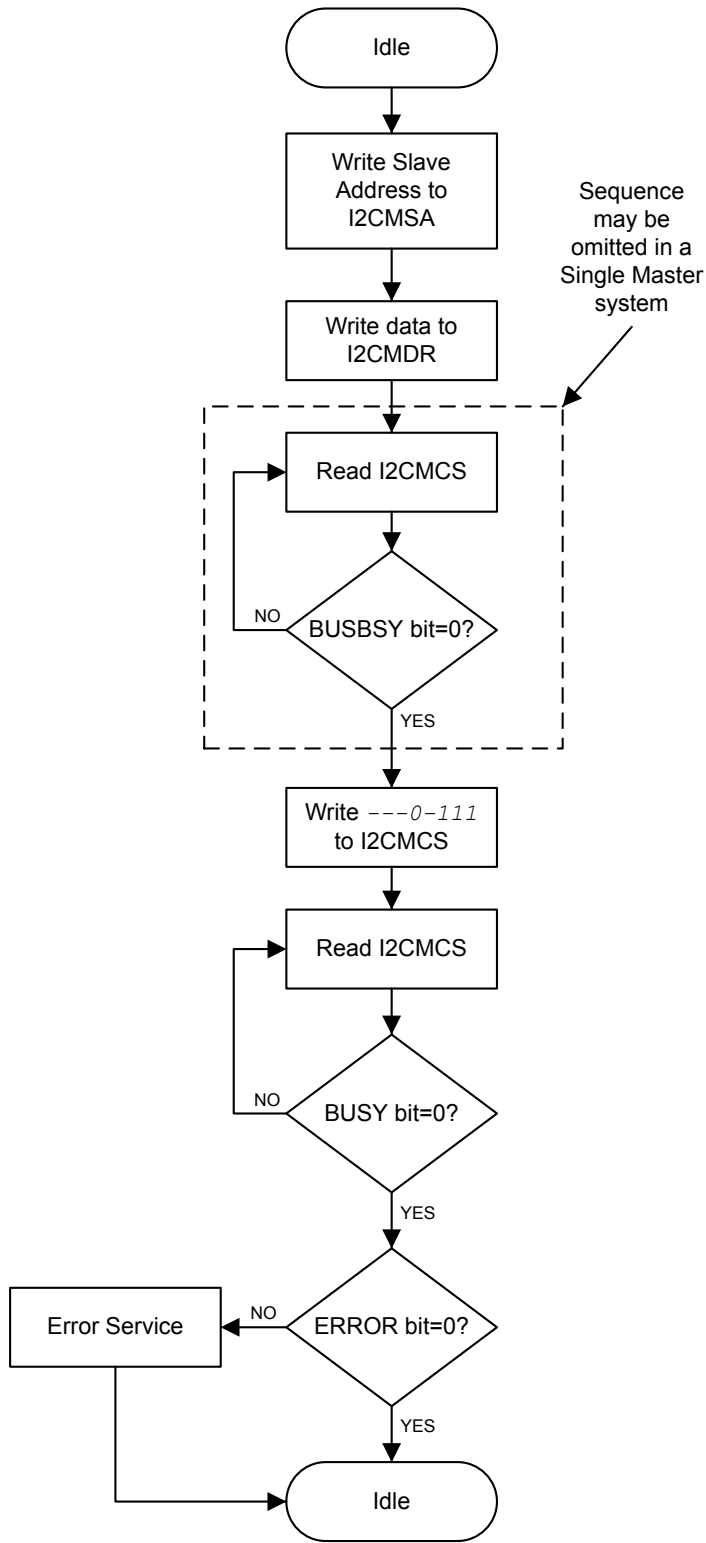 Idle
Write Slave
Address to
I2CMSA
Sequence
may be
omitted in a
Single Master
system
Write data to
I2CMDR
Read I2CMCS
NO
BUSBSY bit=0?
YES
Write ---0-111
to I2CMCS
Read I2CMCS
NO
BUSY bit=0?
YES
Error Service
NO
ERROR bit=0?
YES
Idle